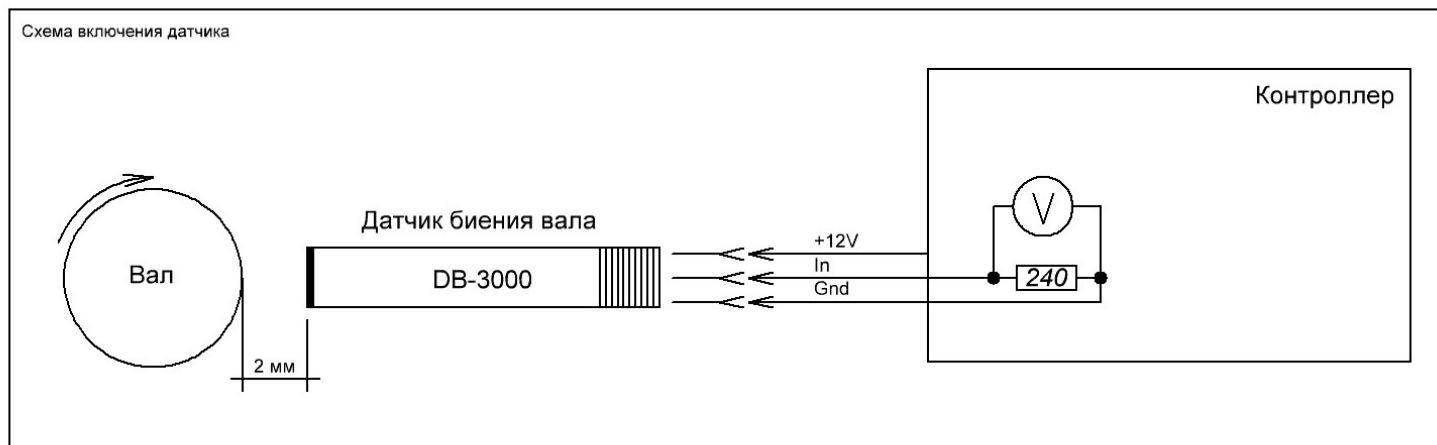 Схема включения датчика
Контроллер
Датчик биения вала
V
+12V
Вал
DB-3000
In
240
Gnd
2 мм